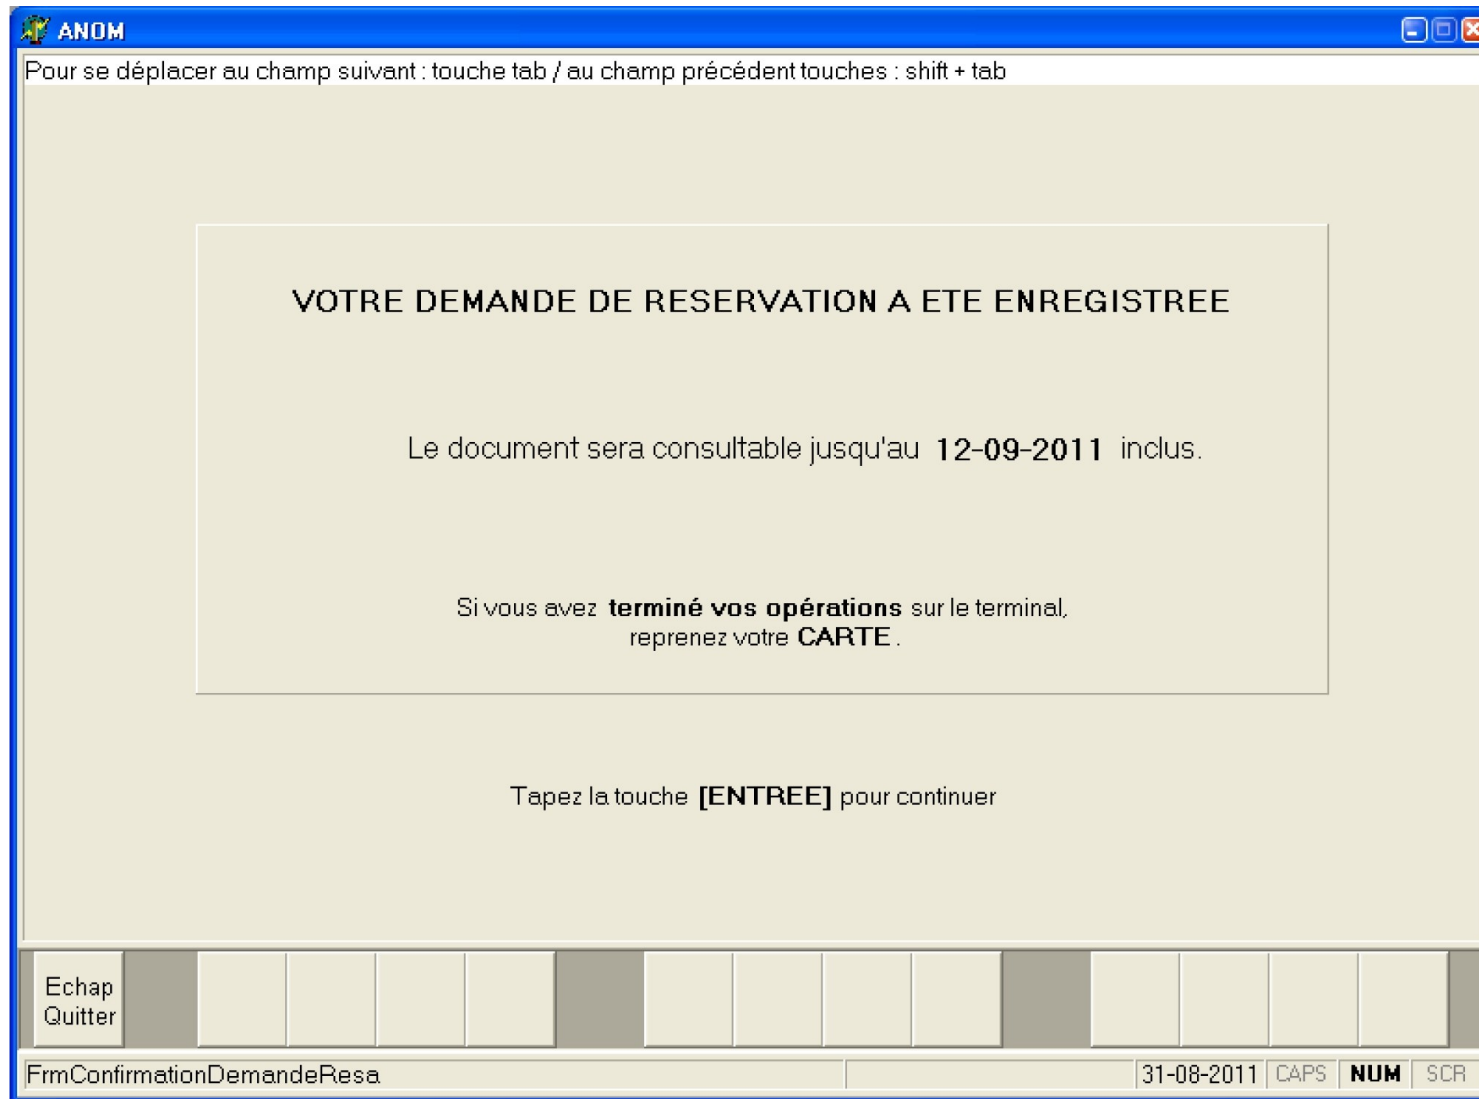 ANOM
Pour se déplacer au champ suivant : touche tab / au champ précédent touches : shift + tab
VOTRE DEMANDE DE RESERVATION A ETE ENREGISTREE
Le document sera consultable jusqu'au 12-09-2011 inclus.
Si vous avez terminé vos opérations sur le terminal,
reprenez votre CARTE.
Tapez la touche [ENTREE] pour continuer
Echap
Quitter
FrmConfirmationDemandeResa 31-08-2011 CAPS NUM SCR